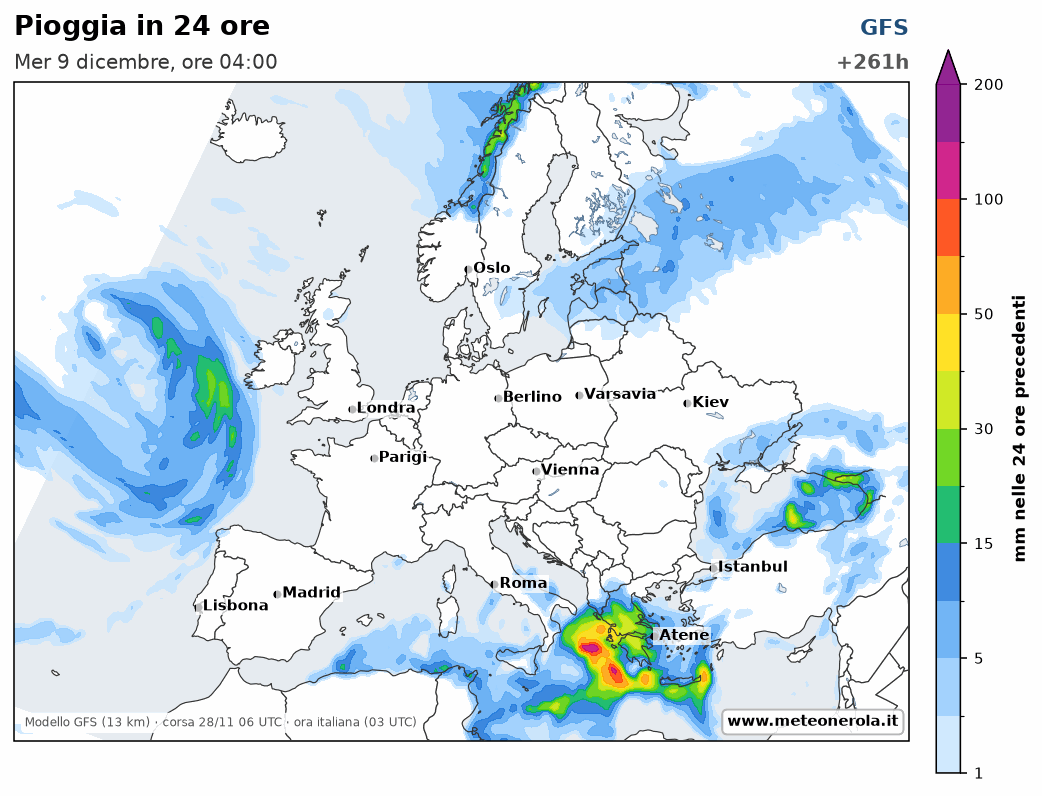 Pioggia in 24 ore
GFS
Mer 9 dicembre, ore 04:00
+261h
200
100
50
30
15
5
1
mm nelle 24 ore precedenti
Oslo
Berlino
Varsavia
Kiev
Londra
Parigi
Vienna
Istanbul
Roma
Madrid
Lisbona
Atene
Modello GFS (13 km) · corsa 28/11 06 UTC · ora italiana (03 UTC)
www.meteonerola.it